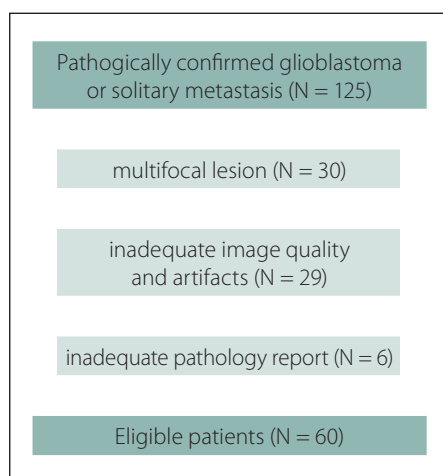 Pathogically confirmed glioblastoma
or solitary metastasis (N = 125)
multifocal lesion (N = 30)
inadequate image quality
and artifacts (N = 29)
inadequate pathology report (N = 6)
Eligible patients (N = 60)